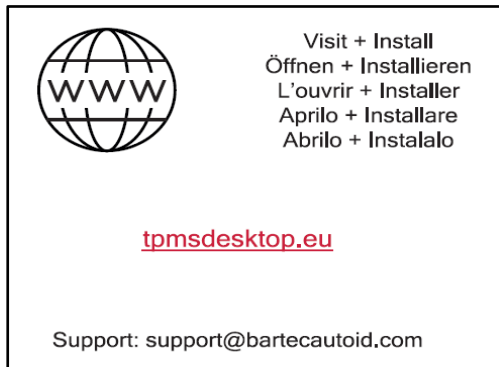 WWW
Visit + Install
Öffnen + Installieren
L'ouvrir + Installer
Aprilo + Installare
Abrilo + Instalalo
tpmsdesktop.eu
Support: support@bartecautoid.com